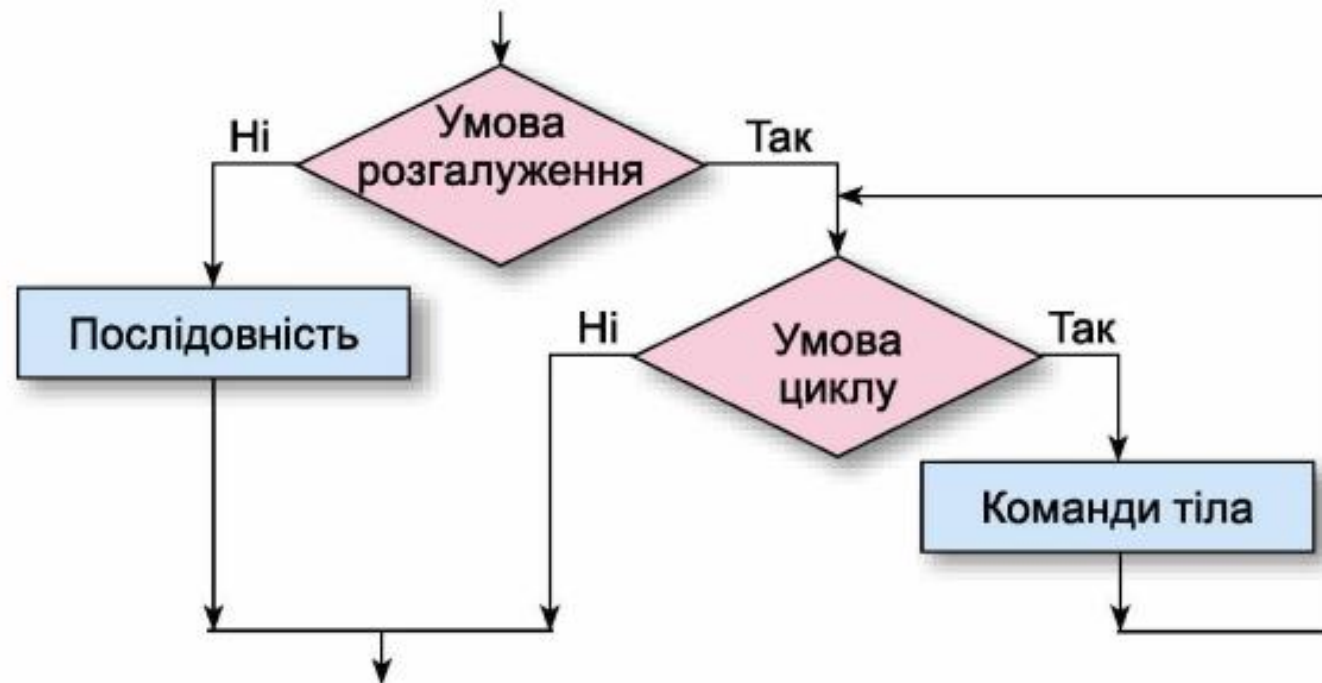 Умова
розгалуження
Ні
Так
Послідовність
Умова
циклу
Ні
Так
Команди тіла